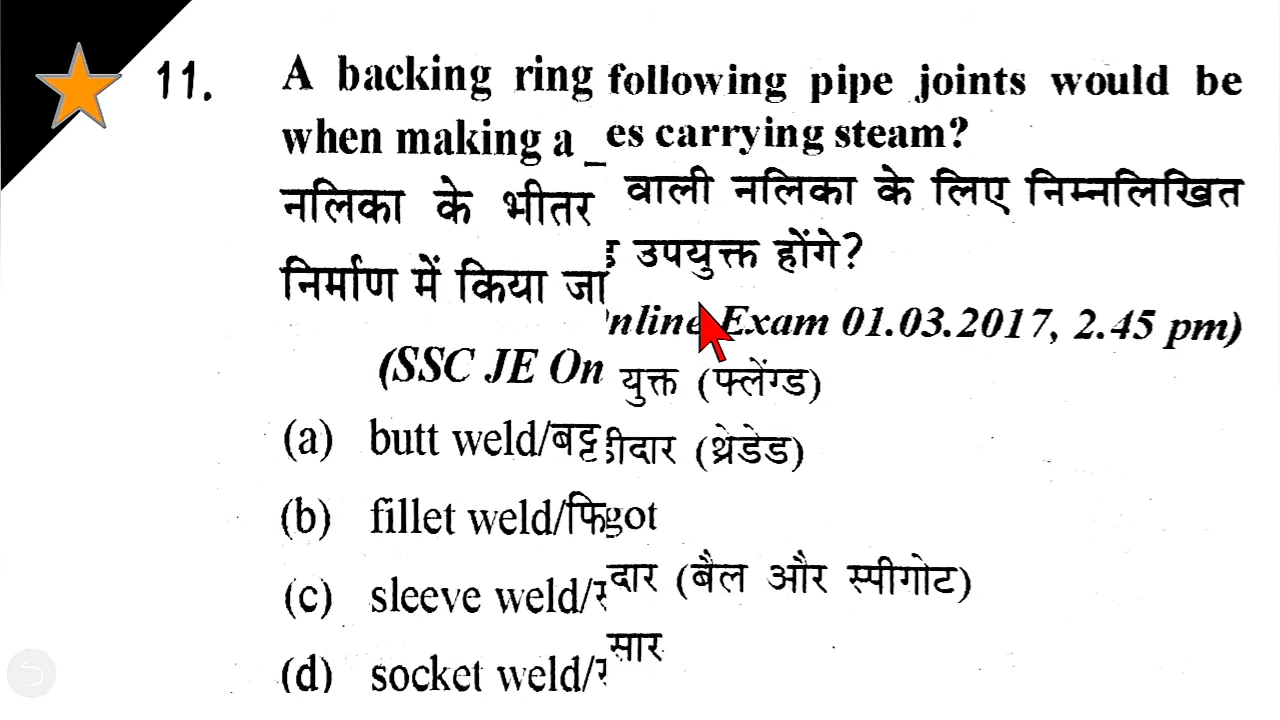 11. A backing ring following pipe joints would be
when making a _es carrying steam?
नलिका के भीतर वाली नलिका के लिए निम्नलिखित
निर्माण में किया जा उपयुक्त होंगे?
nline Exam 01.03.2017, 2.45 pm)
(SSC JE On युक्त (फ्लेंग्ड)
(a) butt weld/बट्ट ीदार (थ्रेडेड)
(b) fillet weld/फिgot
(c) sleeve weld/ दार (बैल और स्पीगोट)
सार
(d) socket weld/